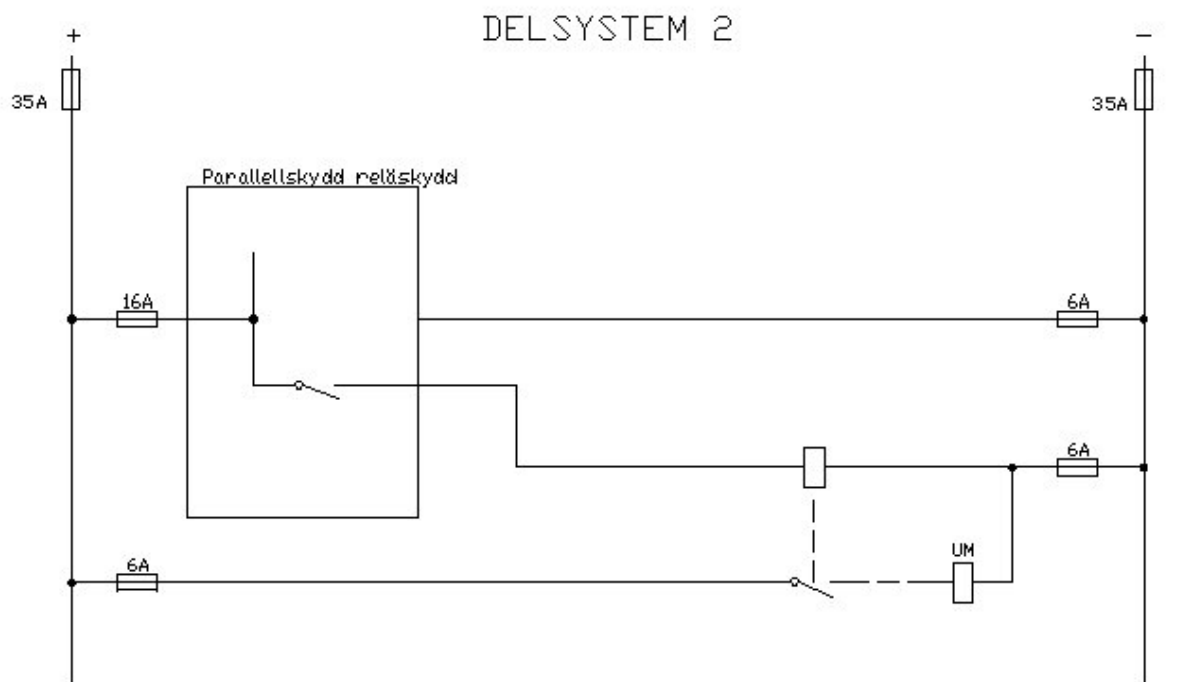 DELSYSTEM 2
+
−
35A
35A
Parallellskydd reläskydd
16A
6A
6A
6A
UM